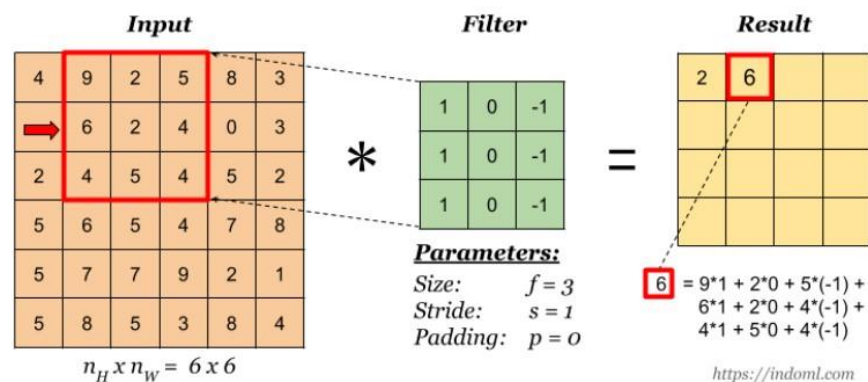 Input
Filter
Result
4 9 2 5 8 3
6 2 4 0 3
2 4 5 4 5 2
5 6 5 4 7 8
5 7 7 9 2 1
5 8 5 3 8 4
n_H x n_W = 6 x 6
*
1 0 -1
1 0 -1
1 0 -1
Parameters:
Size: f = 3
Stride: s = 1
Padding: p = 0
=
2 6
6 = 9*1 + 2*0 + 5*(-1) +
6*1 + 2*0 + 4*(-1) +
4*1 + 5*0 + 4*(-1)
https://indoml.com